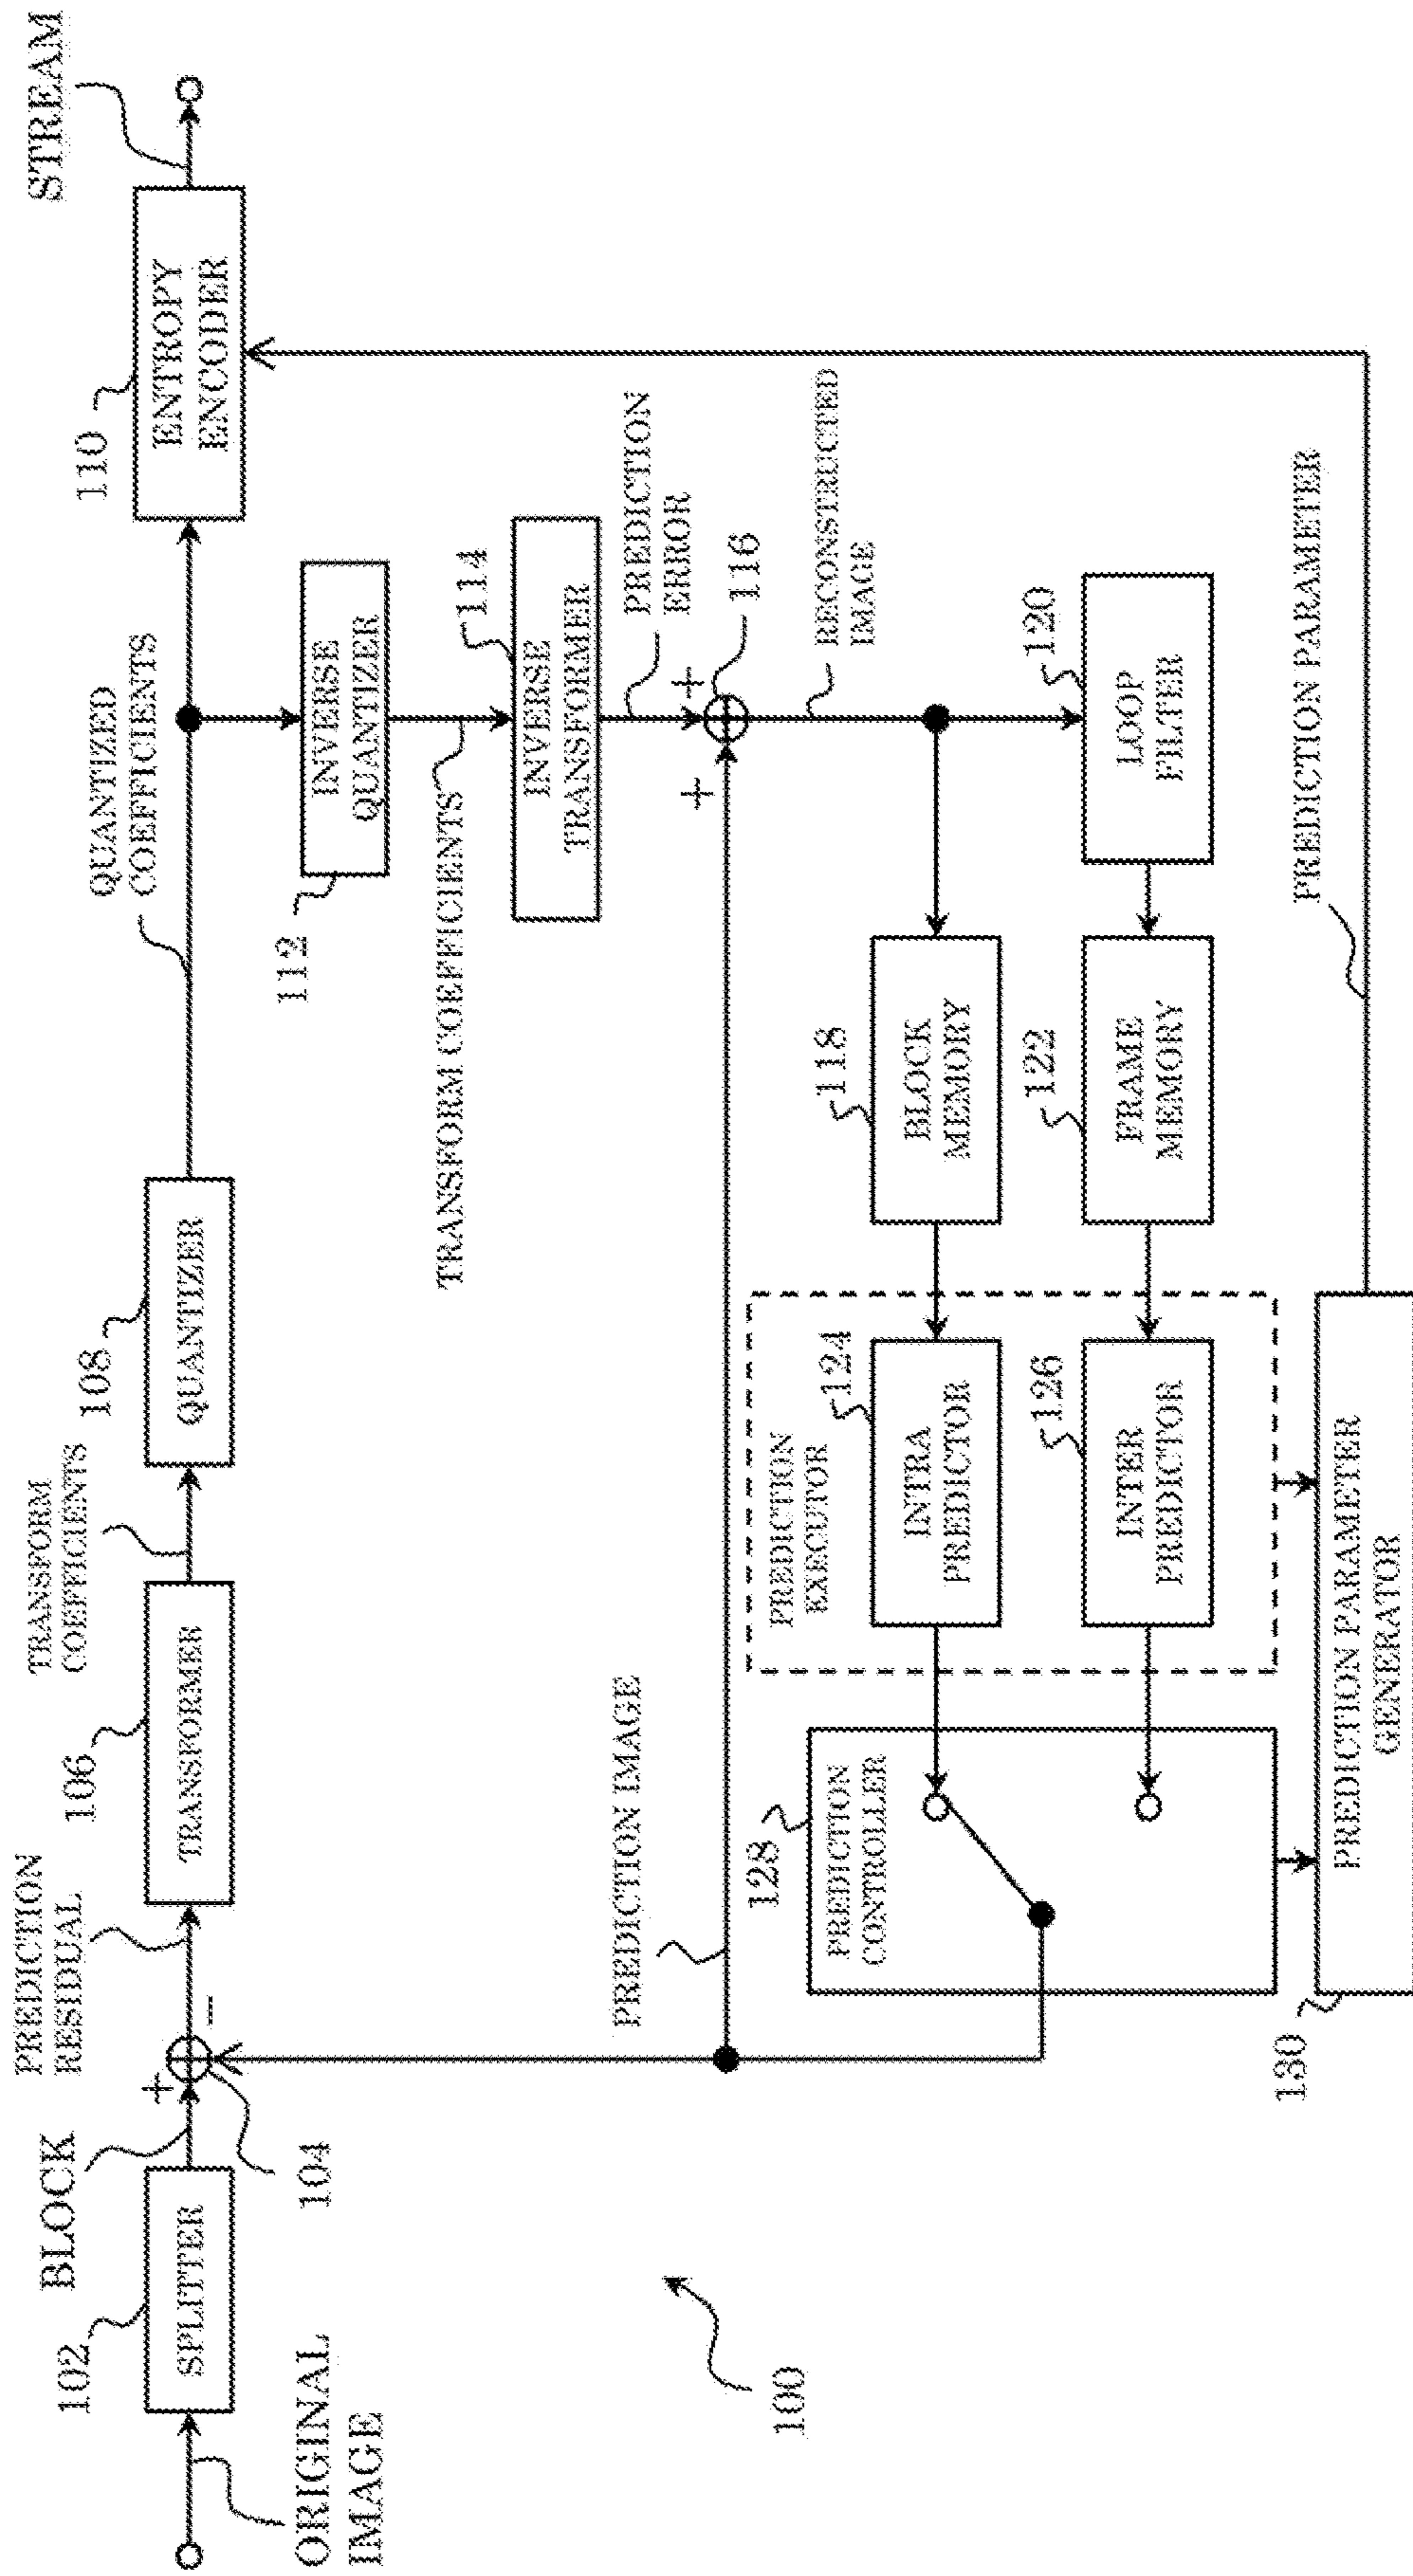 ORIGINAL
IMAGE
102
SPLITTER
BLOCK
104
+
−
PREDICTION
RESIDUAL
106
TRANSFORMER
TRANSFORM
COEFFICIENTS
108
QUANTIZER
QUANTIZED
COEFFICIENTS
110
ENTROPY
ENCODER
STREAM
112
INVERSE
QUANTIZER
TRANSFORM COEFFICIENTS
114
INVERSE
TRANSFORMER
PREDICTION
ERROR
+
+
116
RECONSTRUCTED
IMAGE
PREDICTION IMAGE
100
128
PREDICTION
CONTROLLER
PREDICTION
EXECUTOR
124
INTRA
PREDICTOR
118
BLOCK
MEMORY
126
INTER
PREDICTOR
122
FRAME
MEMORY
120
LOOP
FILTER
130
PREDICTION PARAMETER
GENERATOR
PREDICTION PARAMETER